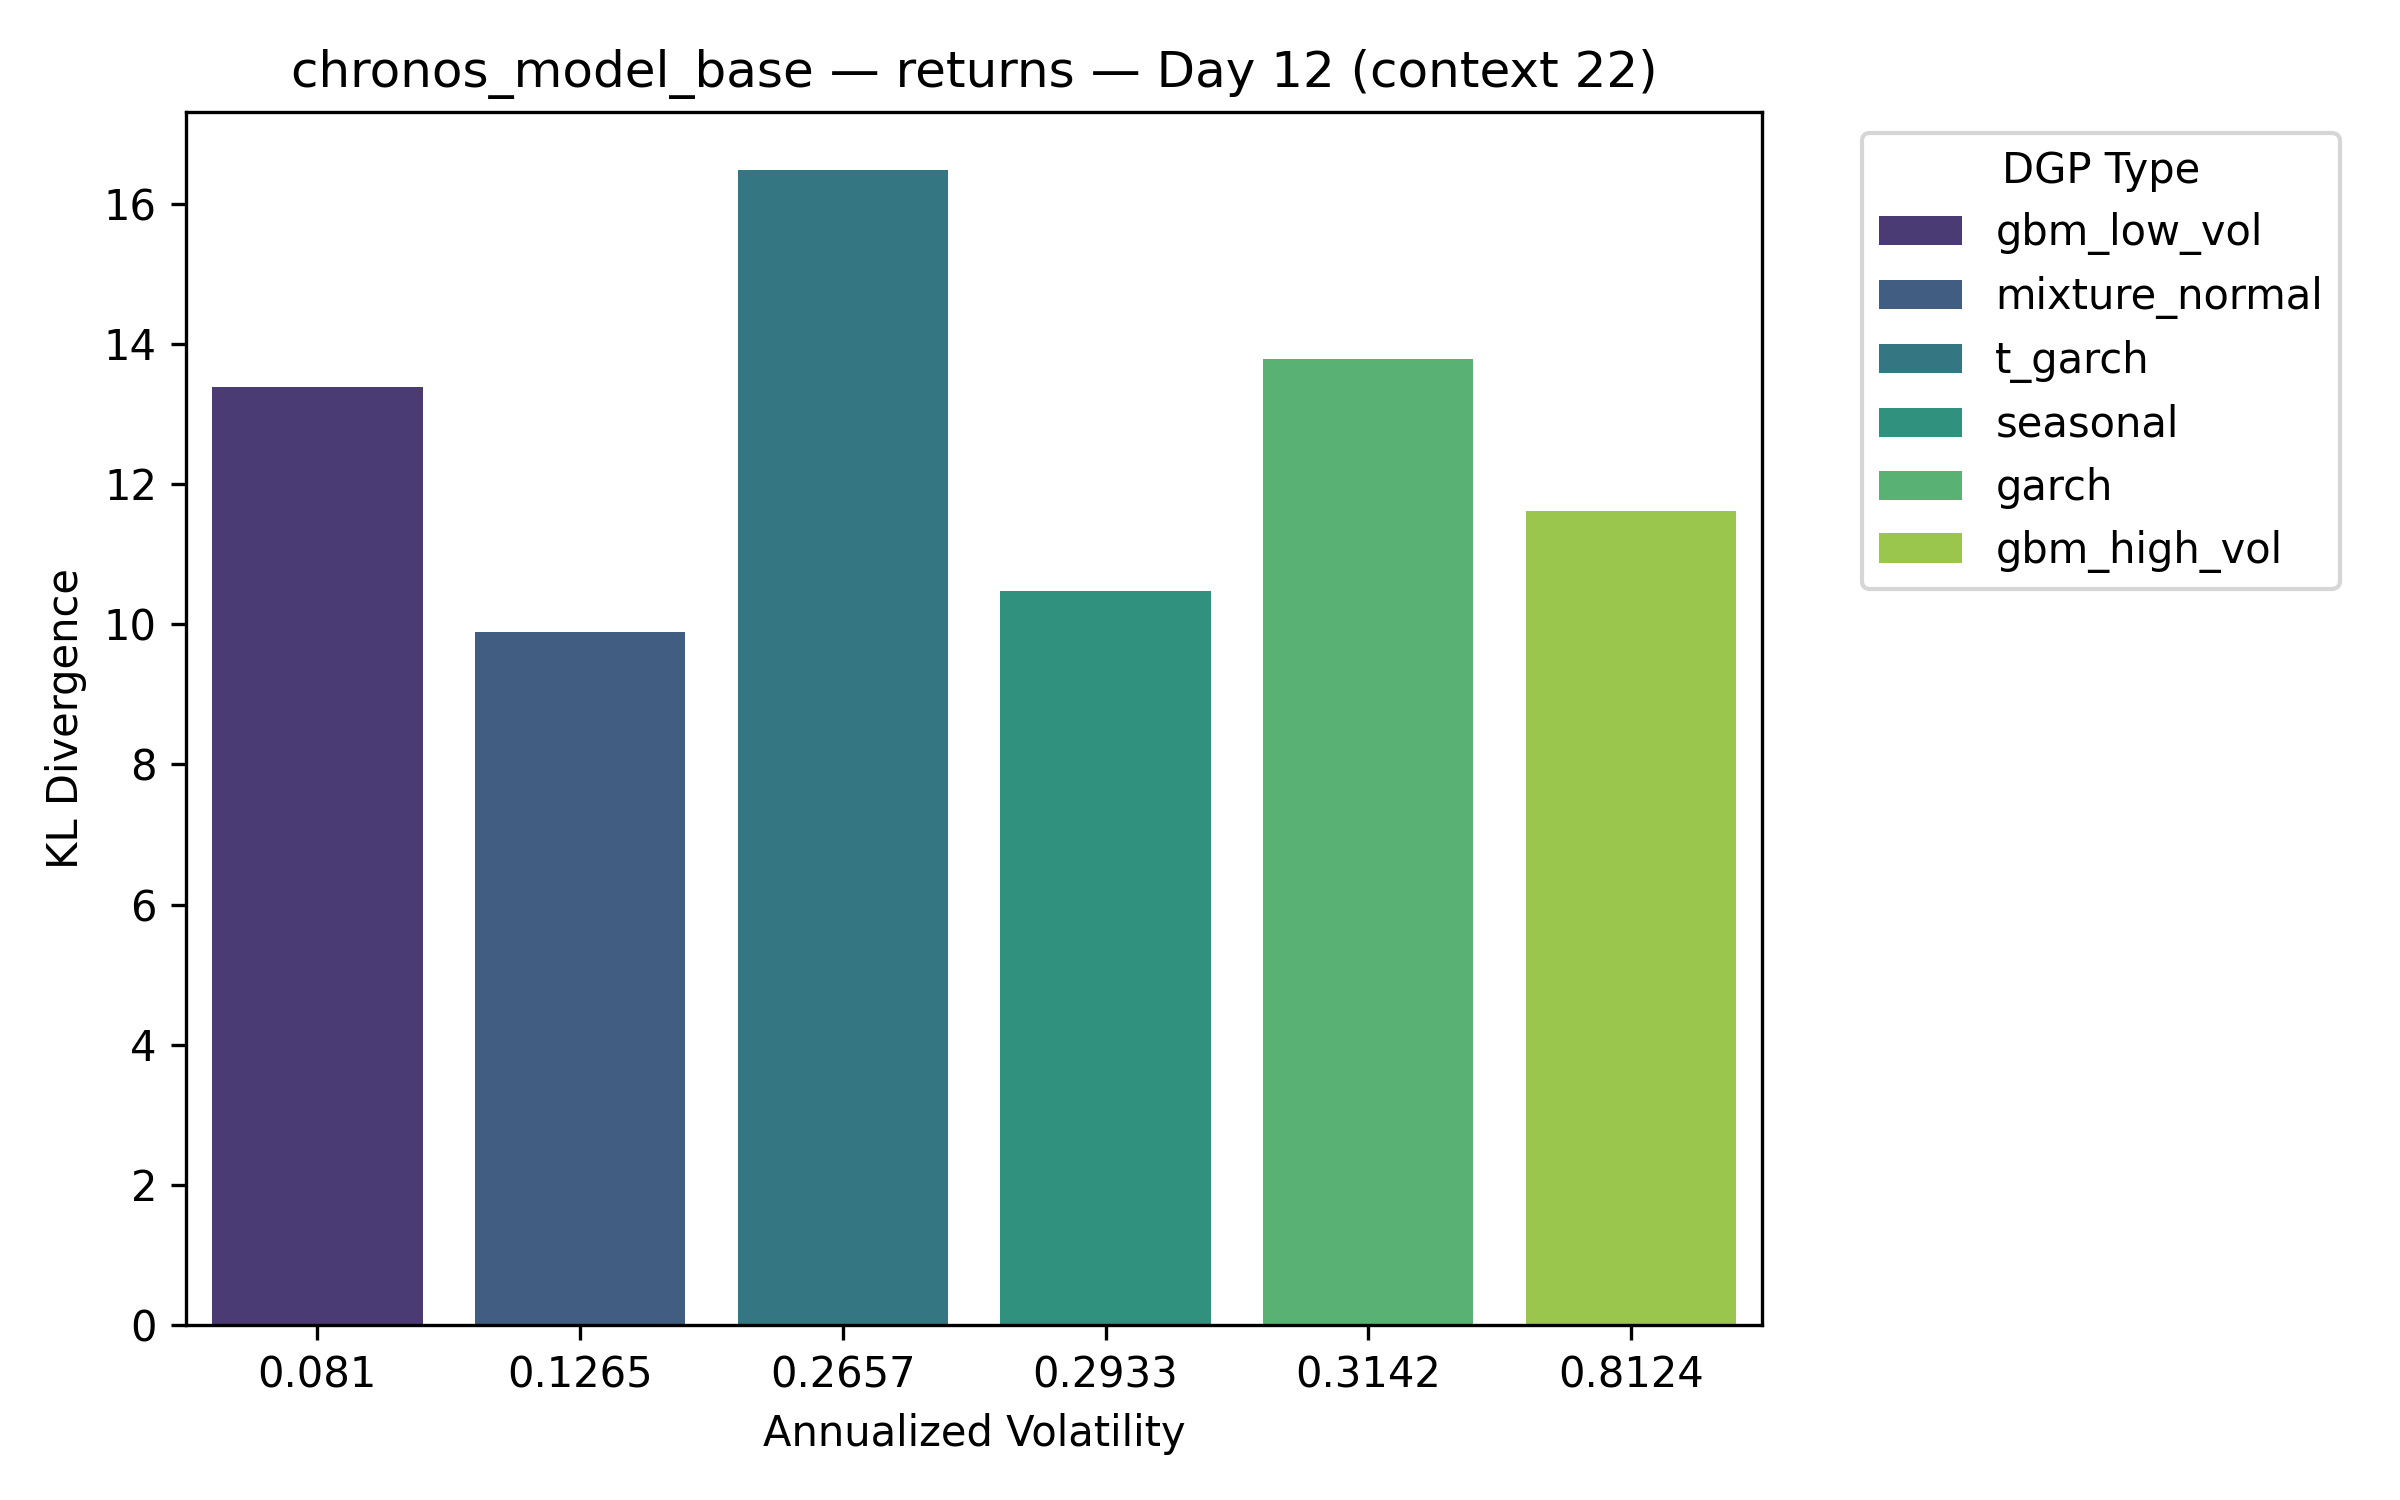 chronos_model_base — returns — Day 12 (context 22)
KL Divergence
16
14
12
10
8
6
4
2
0
0.081 0.1265 0.2657 0.2933 0.3142 0.8124
Annualized Volatility
DGP Type
gbm_low_vol
mixture_normal
t_garch
seasonal
garch
gbm_high_vol